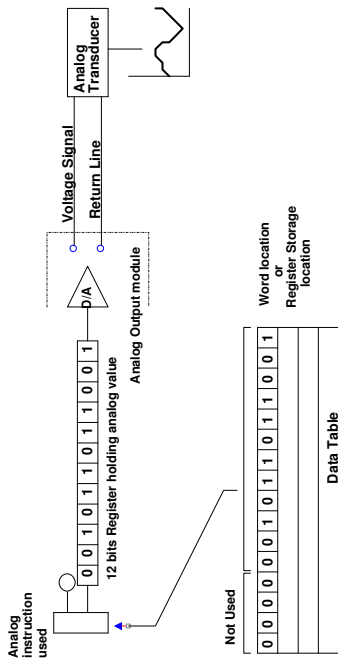 Analog
instruction
used
0 0 1 0 1 1 0 1 1 0 0 1
12 bits Register holding analog value
D/A
Analog Output module
Voltage Signal
Return Line
Analog
Transducer
Not Used
0 0 0 0 0 0 1 0 1 1 0 1 1 0 0 1
Data Table
Word location
or
Register Storage
location